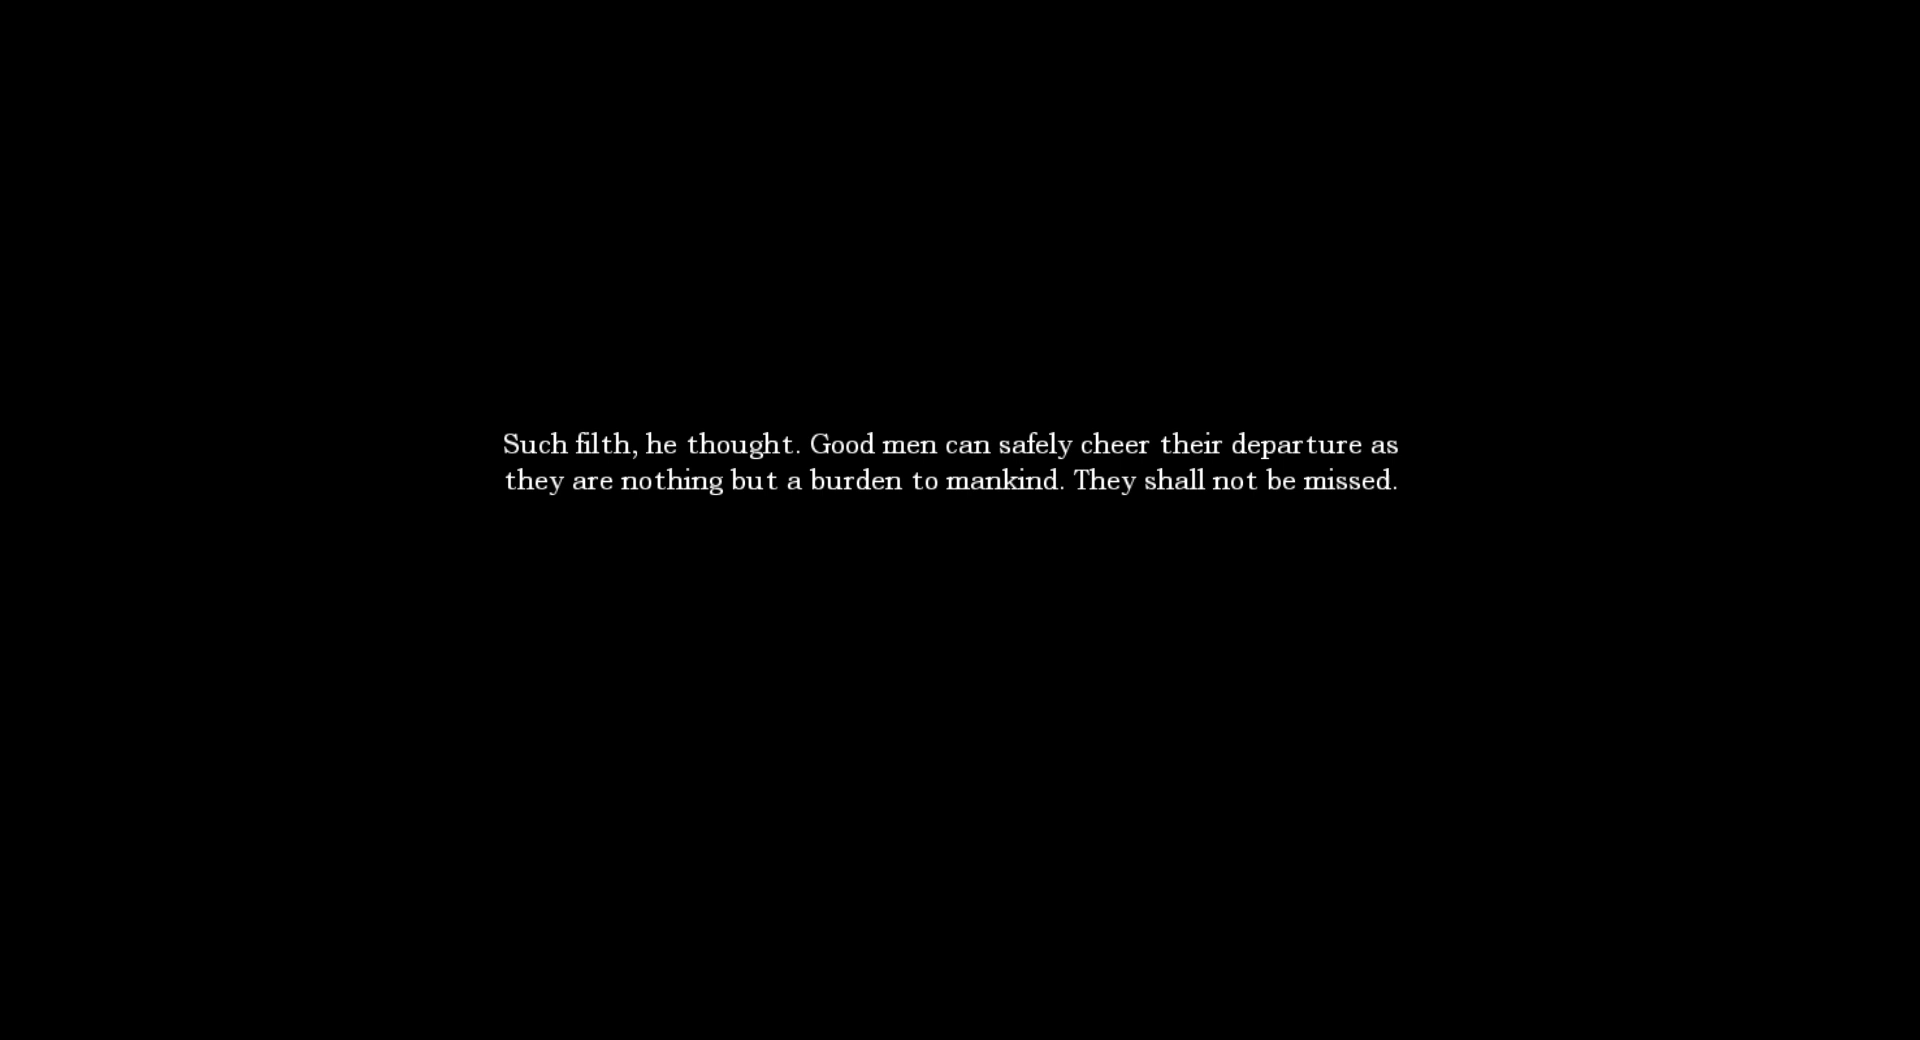 Such filth, he thought. Good men can safely cheer their departure as
they are nothing but a burden to mankind. They shall not be missed.